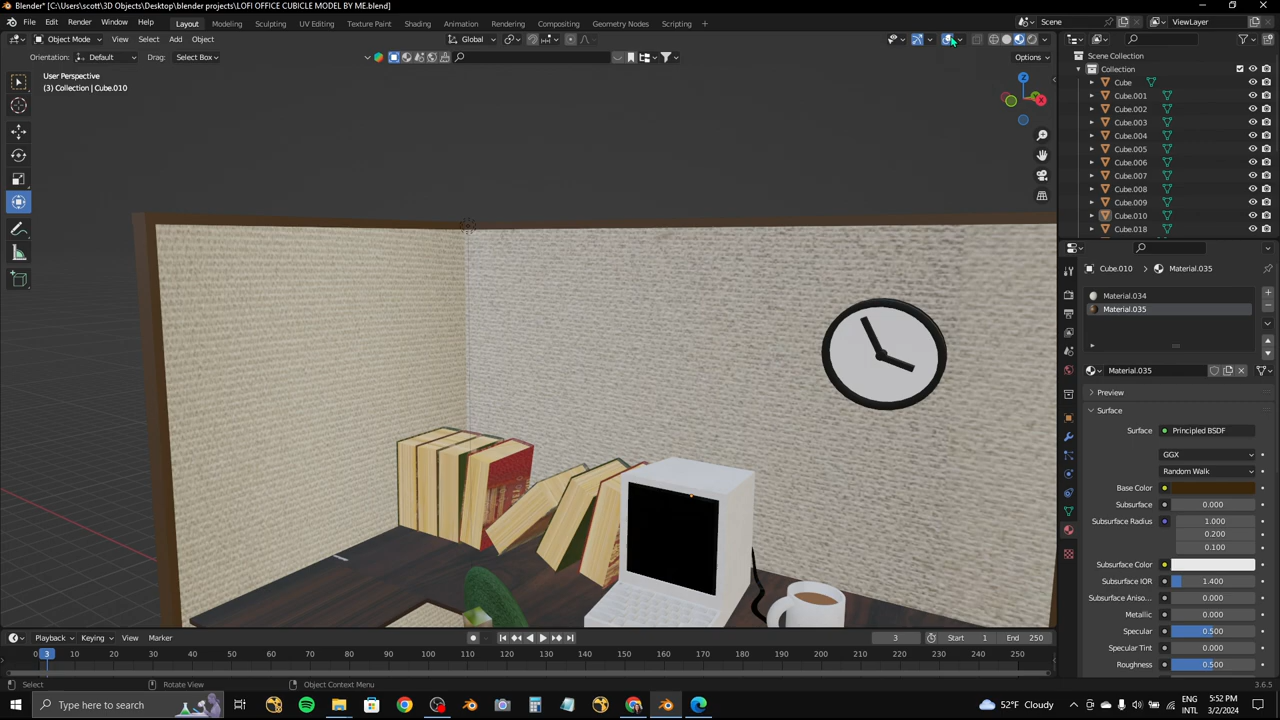 Blender* [C:\Users\scott\3D Objects\Desktop\blender projects\LOFI OFFICE CUBICLE MODEL BY ME.blend]
File Edit Render Window Help Layout Modeling Sculpting UV Editing Texture Paint Shading Animation Rendering Compositing Geometry Nodes Scripting + Scene ViewLayer
Object Mode View Select Add Object Global
Orientation: Default Drag: Select Box Options
User Perspective
(3) Collection | Cube.010
Z
X
Scene Collection
Collection
Cube
Cube.001
Cube.002
Cube.003
Cube.004
Cube.005
Cube.006
Cube.007
Cube.008
Cube.009
Cube.010
Cube.018
Cube.010 Material.035
Material.034
Material.035
Material.035
Preview
Surface
Surface Principled BSDF
GGX
Random Walk
Base Color
Subsurface 0.000
Subsurface Radius 1.000
0.200
0.100
Subsurface Color
Subsurface IOR 1.400
Subsurface Aniso... 0.000
Metallic 0.000
Specular 0.500
Specular Tint 0.000
Roughness 0.500
Playback Keying View Marker 3 Start 1 End 250
0 3 10 20 30 40 50 60 70 80 90 100 110 120 130 140 150 160 170 180 190 200 210 220 230 240 250
Select Rotate View Object Context Menu 3.6.5
Type here to search 52°F Cloudy ENG INTL 5:52 PM 3/2/2024